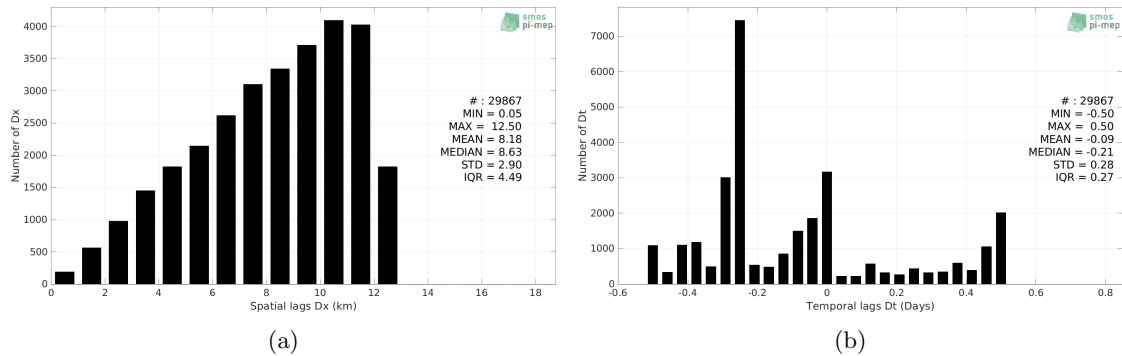 4000
3500
3000
2500
2000
1500
1000
500
0
Number of Dx
0 2 4 6 8 10 12 14 16 18
Spatial lags Dx (km)
smos
pi-mep
# : 29867
MIN = 0.05
MAX = 12.50
MEAN = 8.18
MEDIAN = 8.63
STD = 2.90
IQR = 4.49
(a)
7000
6000
5000
4000
3000
2000
1000
0
Number of Dt
-0.6 -0.4 -0.2 0 0.2 0.4 0.6 0.8
Temporal lags Dt (Days)
smos
pi-mep
# : 29867
MIN = -0.50
MAX = 0.50
MEAN = -0.09
MEDIAN = -0.21
STD = 0.28
IQR = 0.27
(b)